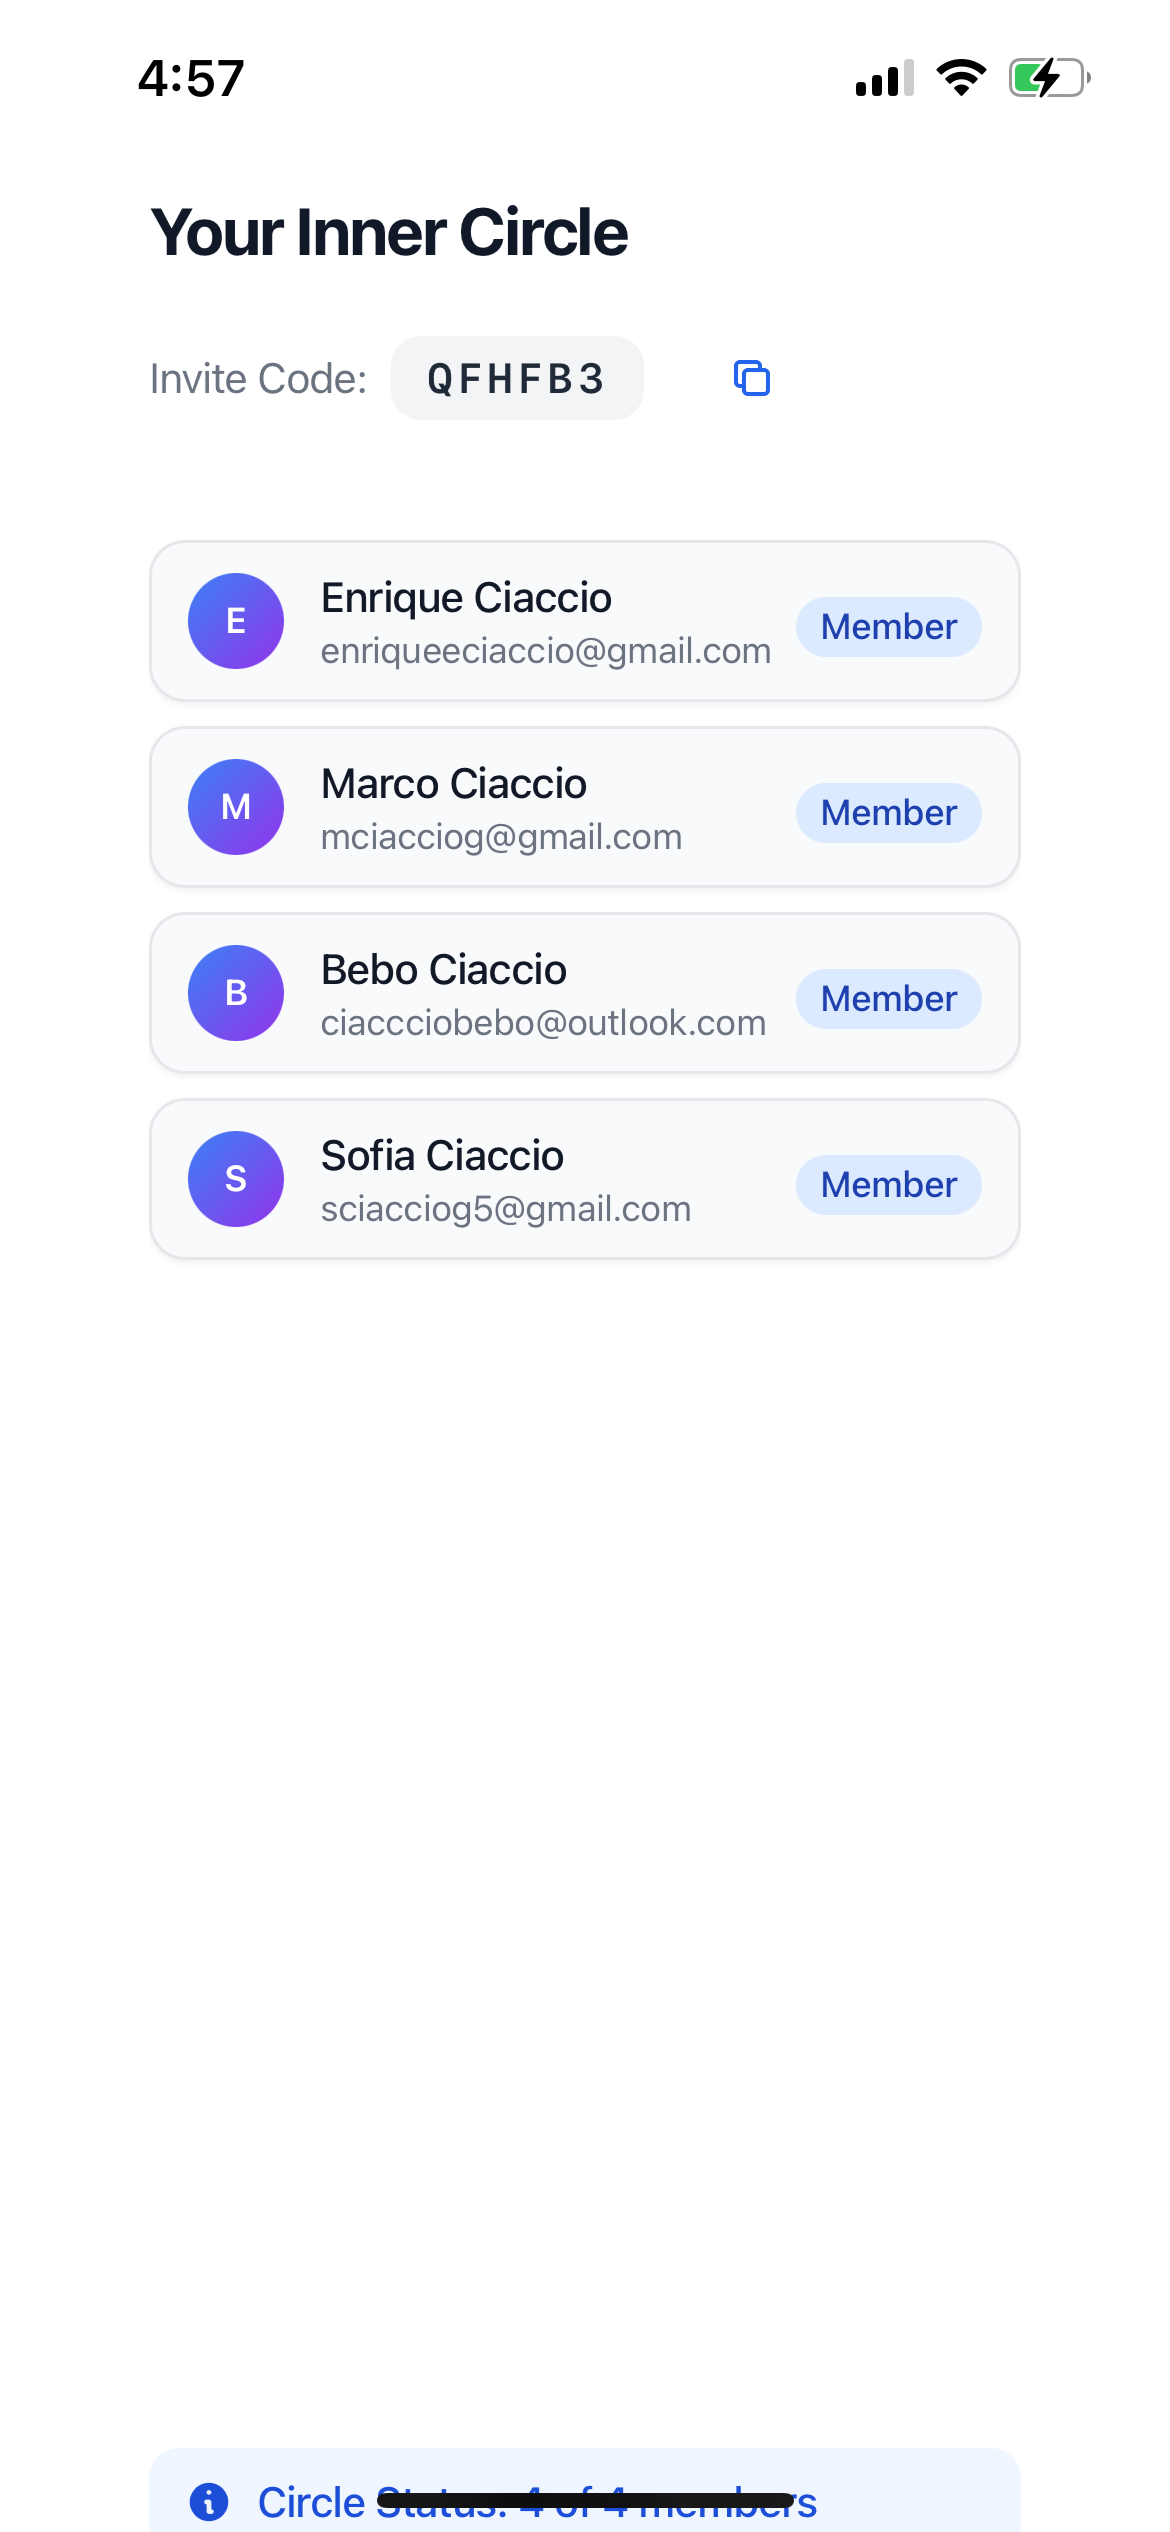 4:57
Your Inner Circle
Invite Code: QFHFB3
E
Enrique Ciaccio
enriqueeciaccio@gmail.com
Member
M
Marco Ciaccio
mciacciog@gmail.com
Member
B
Bebo Ciaccio
ciaccciobebo@outlook.com
Member
S
Sofia Ciaccio
sciacciog5@gmail.com
Member
Circle Status: 4 of 4 members